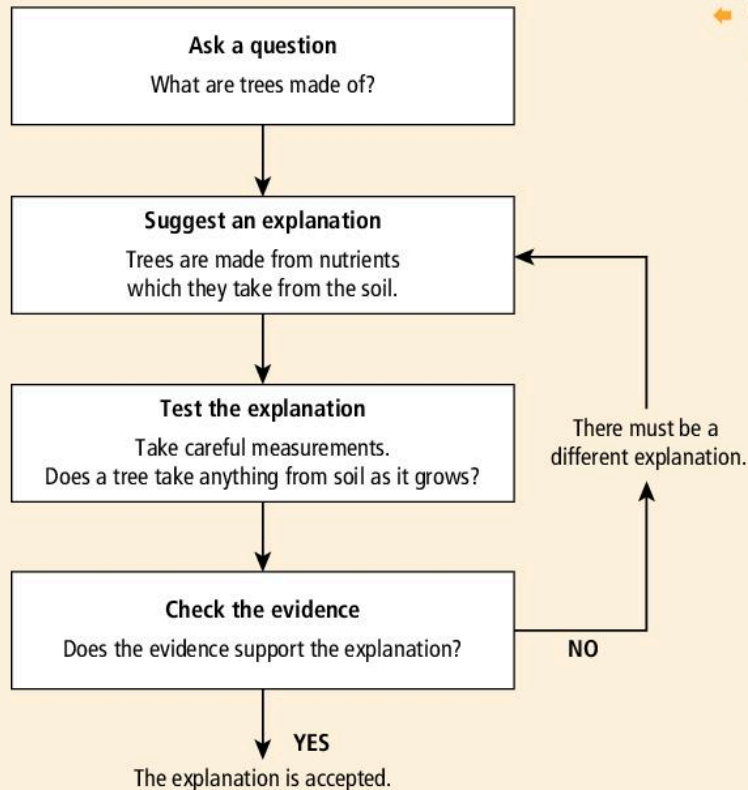 Ask a question
What are trees made of?
Suggest an explanation
Trees are made from nutrients
which they take from the soil.
Test the explanation
Take careful measurements.
Does a tree take anything from soil as it grows?
There must be a
different explanation.
Check the evidence
Does the evidence support the explanation?
NO
YES
The explanation is accepted.